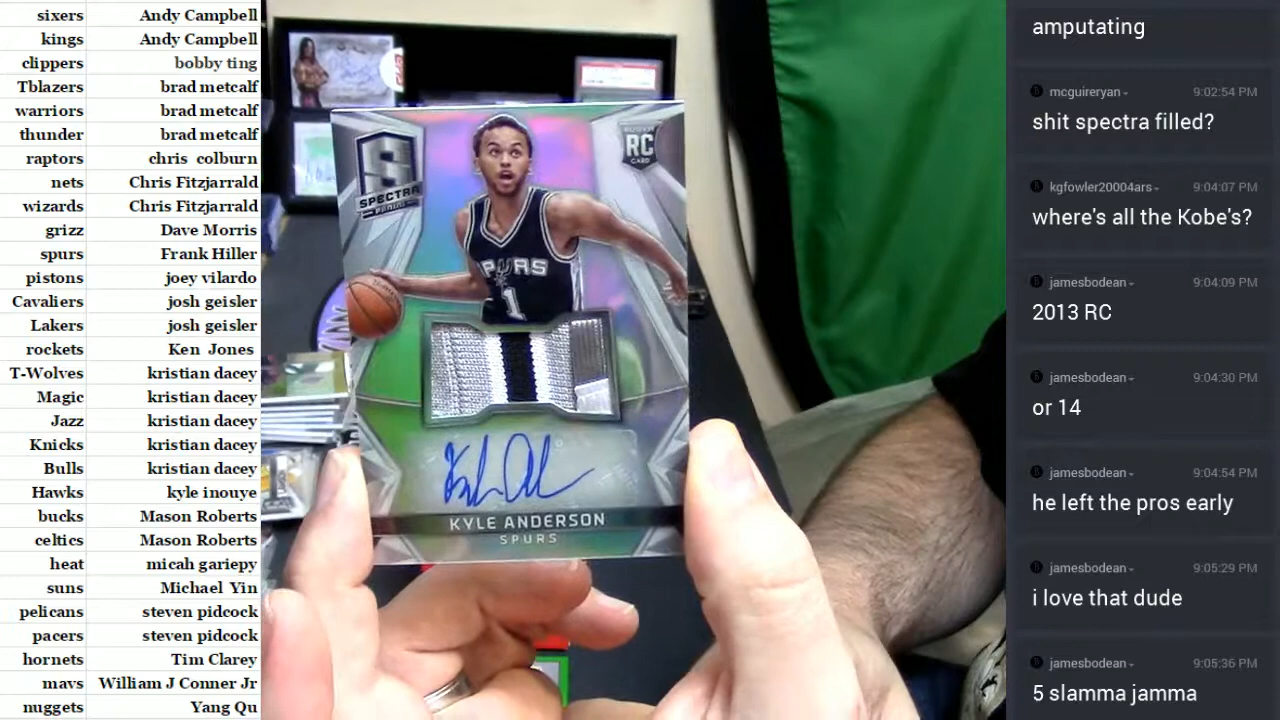 sixers Andy Campbell
kings Andy Campbell
clippers bobby ting
Tblazers brad metcalf
warriors brad metcalf
thunder brad metcalf
raptors chris colburn
nets Chris Fitzjarrald
wizards Chris Fitzjarrald
grizz Dave Morris
spurs Frank Hiller
pistons joey vilardo
Cavaliers josh geisler
Lakers josh geisler
rockets Ken Jones
T-Wolves kristian dacey
Magic kristian dacey
Jazz kristian dacey
Knicks kristian dacey
Bulls kristian dacey
Hawks kyle inouye
bucks Mason Roberts
celtics Mason Roberts
heat micah gariepy
suns Michael Yin
pelicans steven pidcock
pacers steven pidcock
hornets Tim Clarey
mavs William J Conner Jr
nuggets Yang Qu
S
SPECTRA
PANINI
ROOKIE
RC
CARD
SPURS
1
KYLE ANDERSON
SPURS
amputating
mcguireryan 9:02:54 PM
shit spectra filled?
kgfowler20004ars 9:04:07 PM
where's all the Kobe's?
jamesbodean 9:04:09 PM
2013 RC
jamesbodean 9:04:30 PM
or 14
jamesbodean 9:04:54 PM
he left the pros early
jamesbodean 9:05:29 PM
i love that dude
jamesbodean 9:05:36 PM
5 slamma jamma